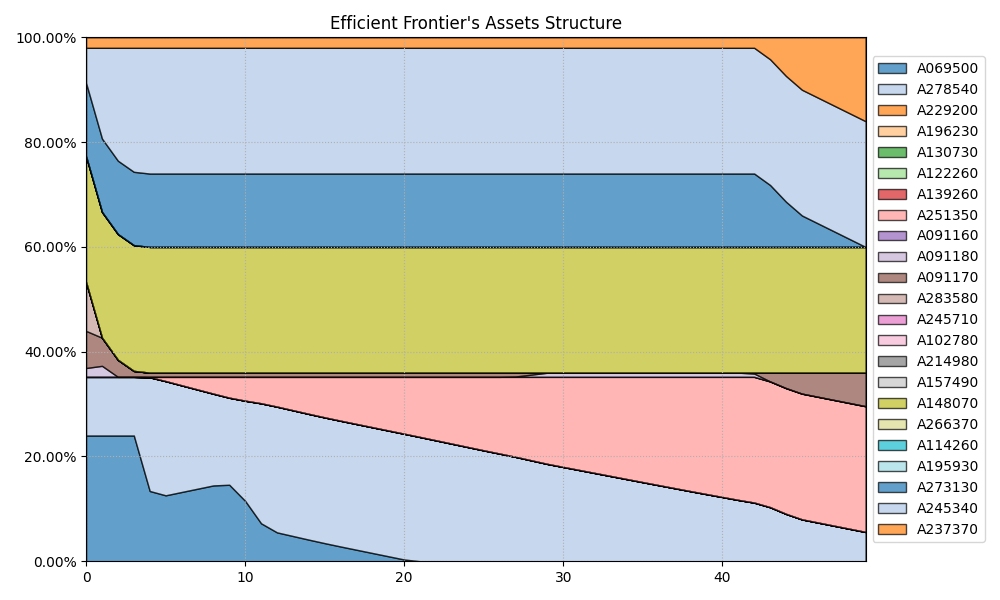 Efficient Frontier's Assets Structure
100.00%
80.00%
60.00%
40.00%
20.00%
0.00%
0
10
20
30
40
A069500
A278540
A229200
A196230
A130730
A122260
A139260
A251350
A091160
A091180
A091170
A283580
A245710
A102780
A214980
A157490
A148070
A266370
A114260
A195930
A273130
A245340
A237370